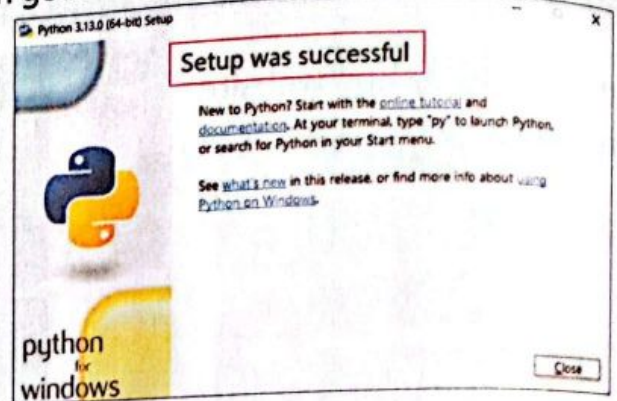 Python 3.13.0 (64-bit) Setup
X
Setup was successful
New to Python? Start with the online tutorial and
documentation. At your terminal, type "py" to launch Python,
or search for Python in your Start menu.
See what's new in this release, or find more info about using
Python on Windows.
python
for
windows
Close